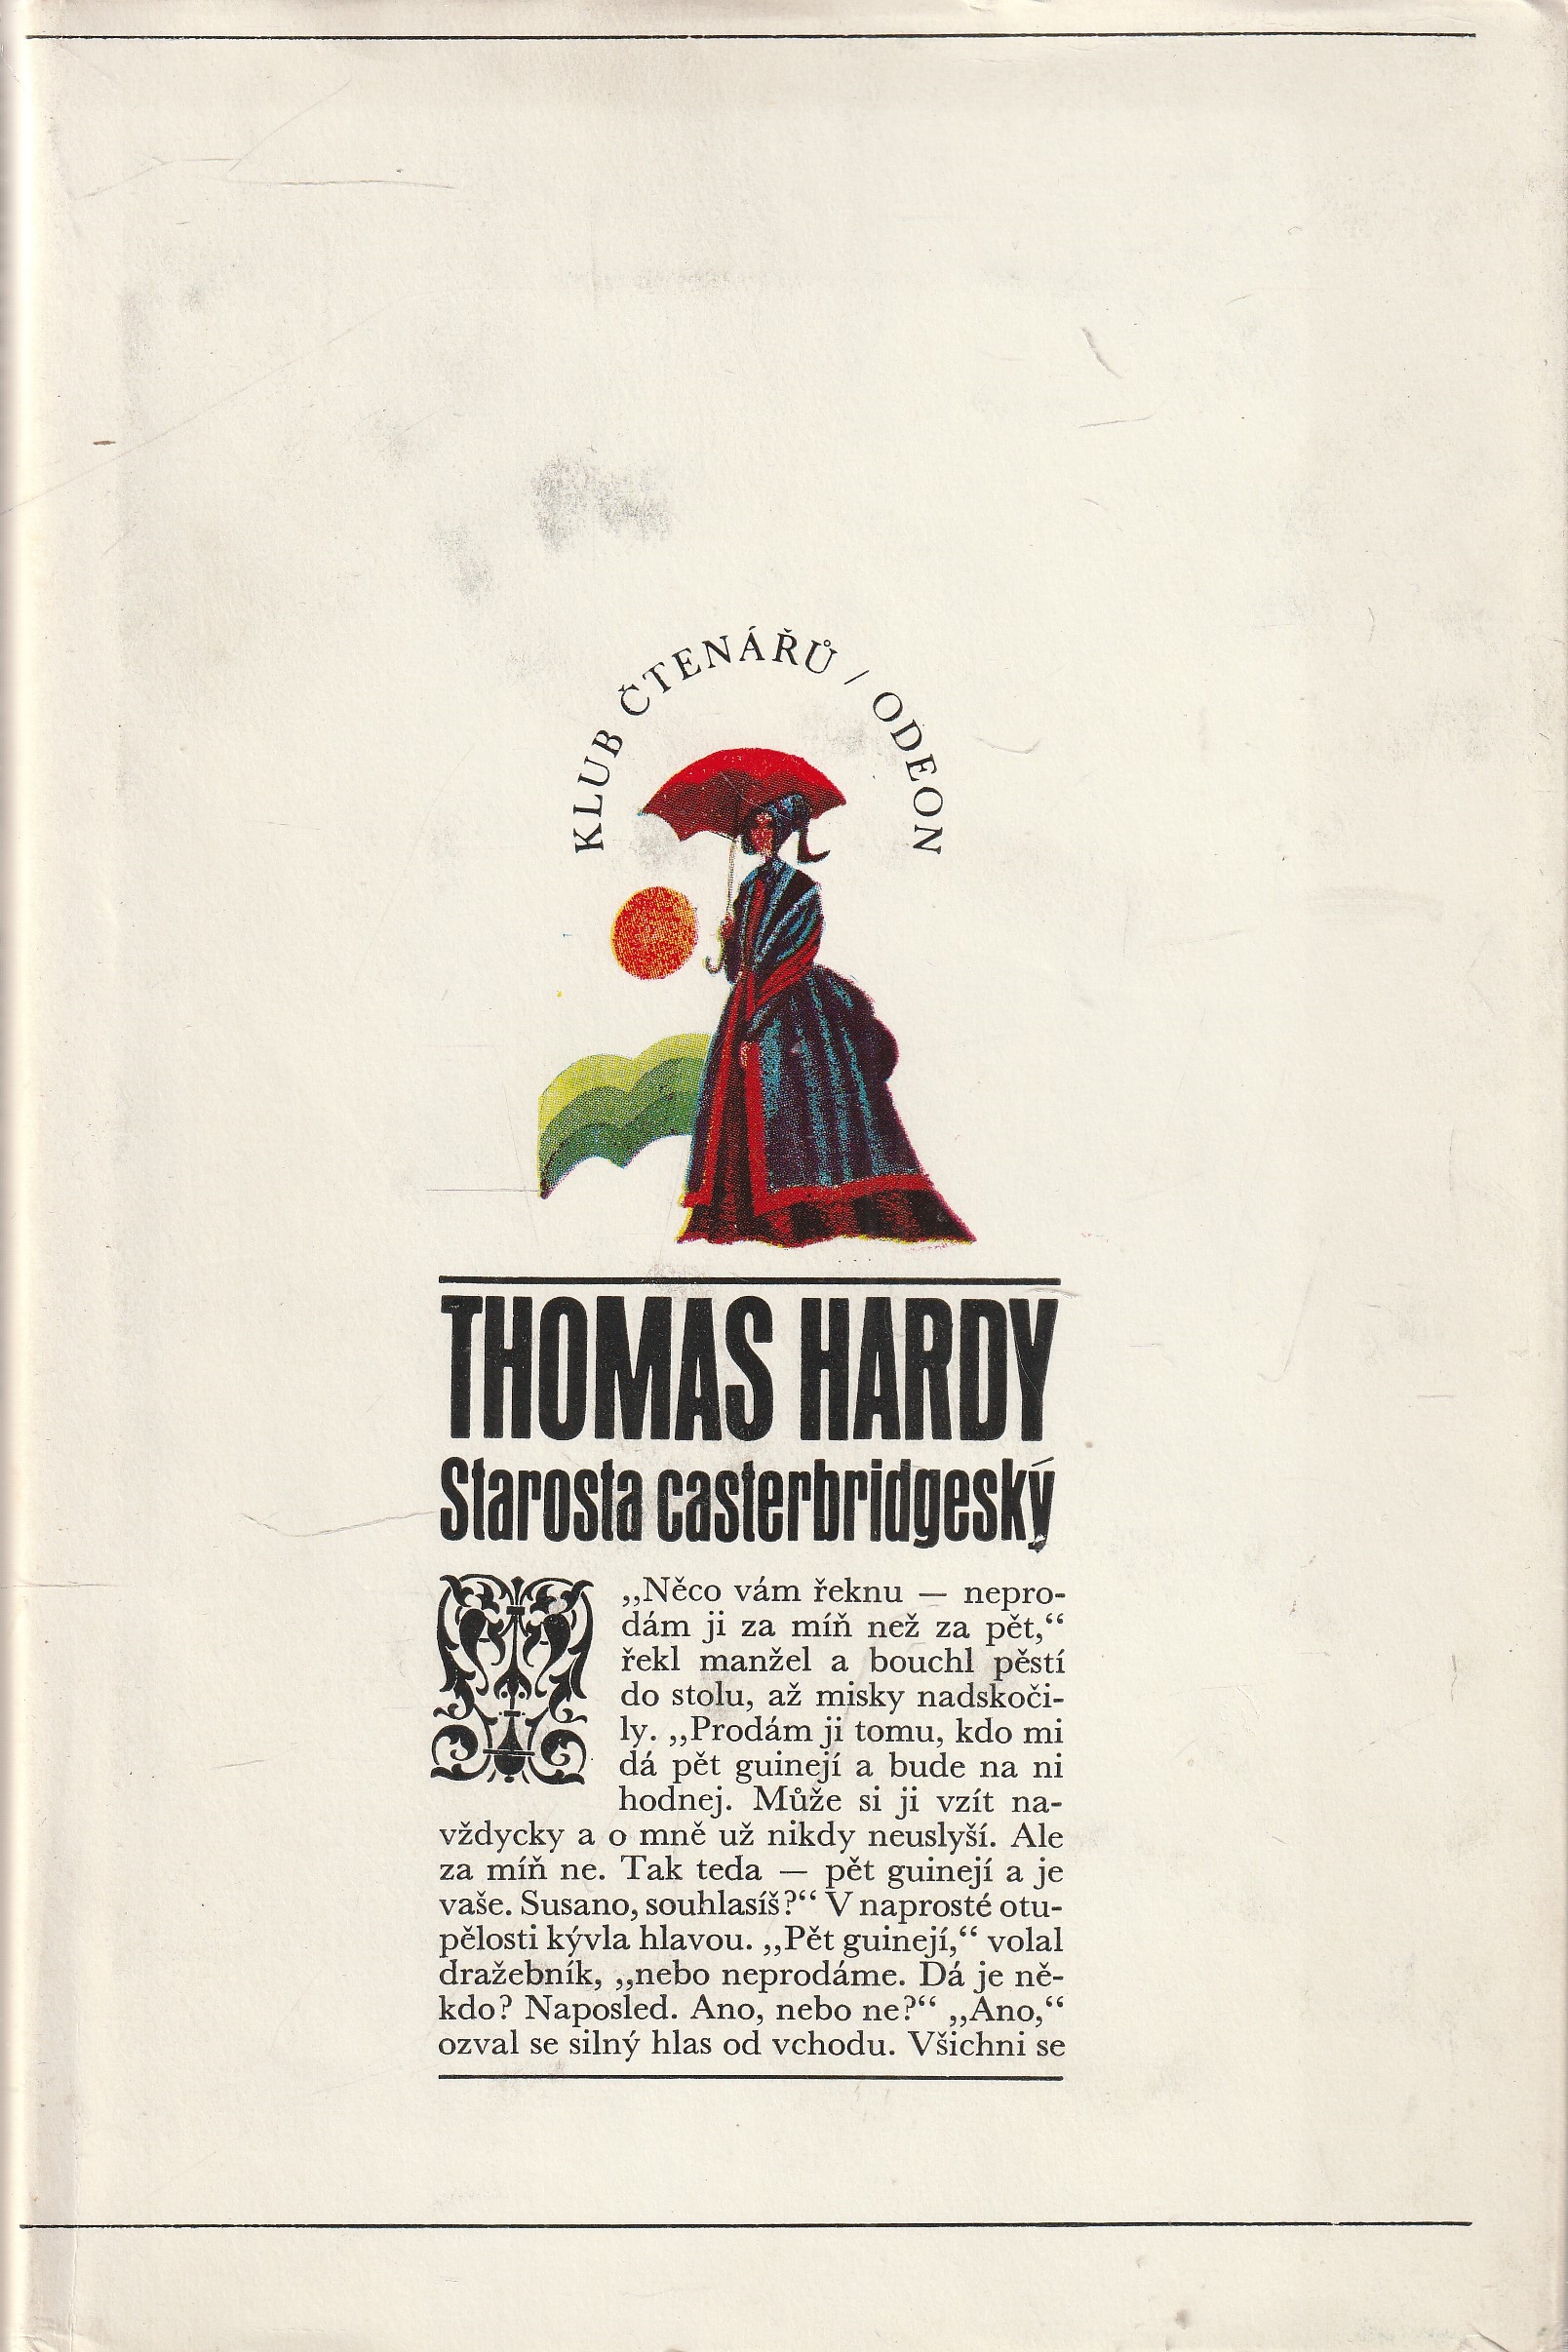 KLUB ČTENÁŘŮ / ODEON
THOMAS HARDY
Starosta casterbridgeský
„Něco vám řeknu — nepro-
dám ji za míň než za pět,“
řekl manžel a bouchl pěstí
do stolu, až misky nadskoči-
ly. „Prodám ji tomu, kdo mi
dá pět guinejí a bude na ni
hodnej. Může si ji vzít na-
vždycky a o mně už nikdy neuslyší. Ale
za míň ne. Tak teda — pět guinejí a je
vaše. Susano, souhlasíš?“ V naprosté otu-
pělosti kývla hlavou. „Pět guinejí,“ volal
dražebník, „nebo neprodáme. Dá je ně-
kdo? Naposled. Ano, nebo ne?“ „Ano,“
ozval se silný hlas od vchodu. Všichni se